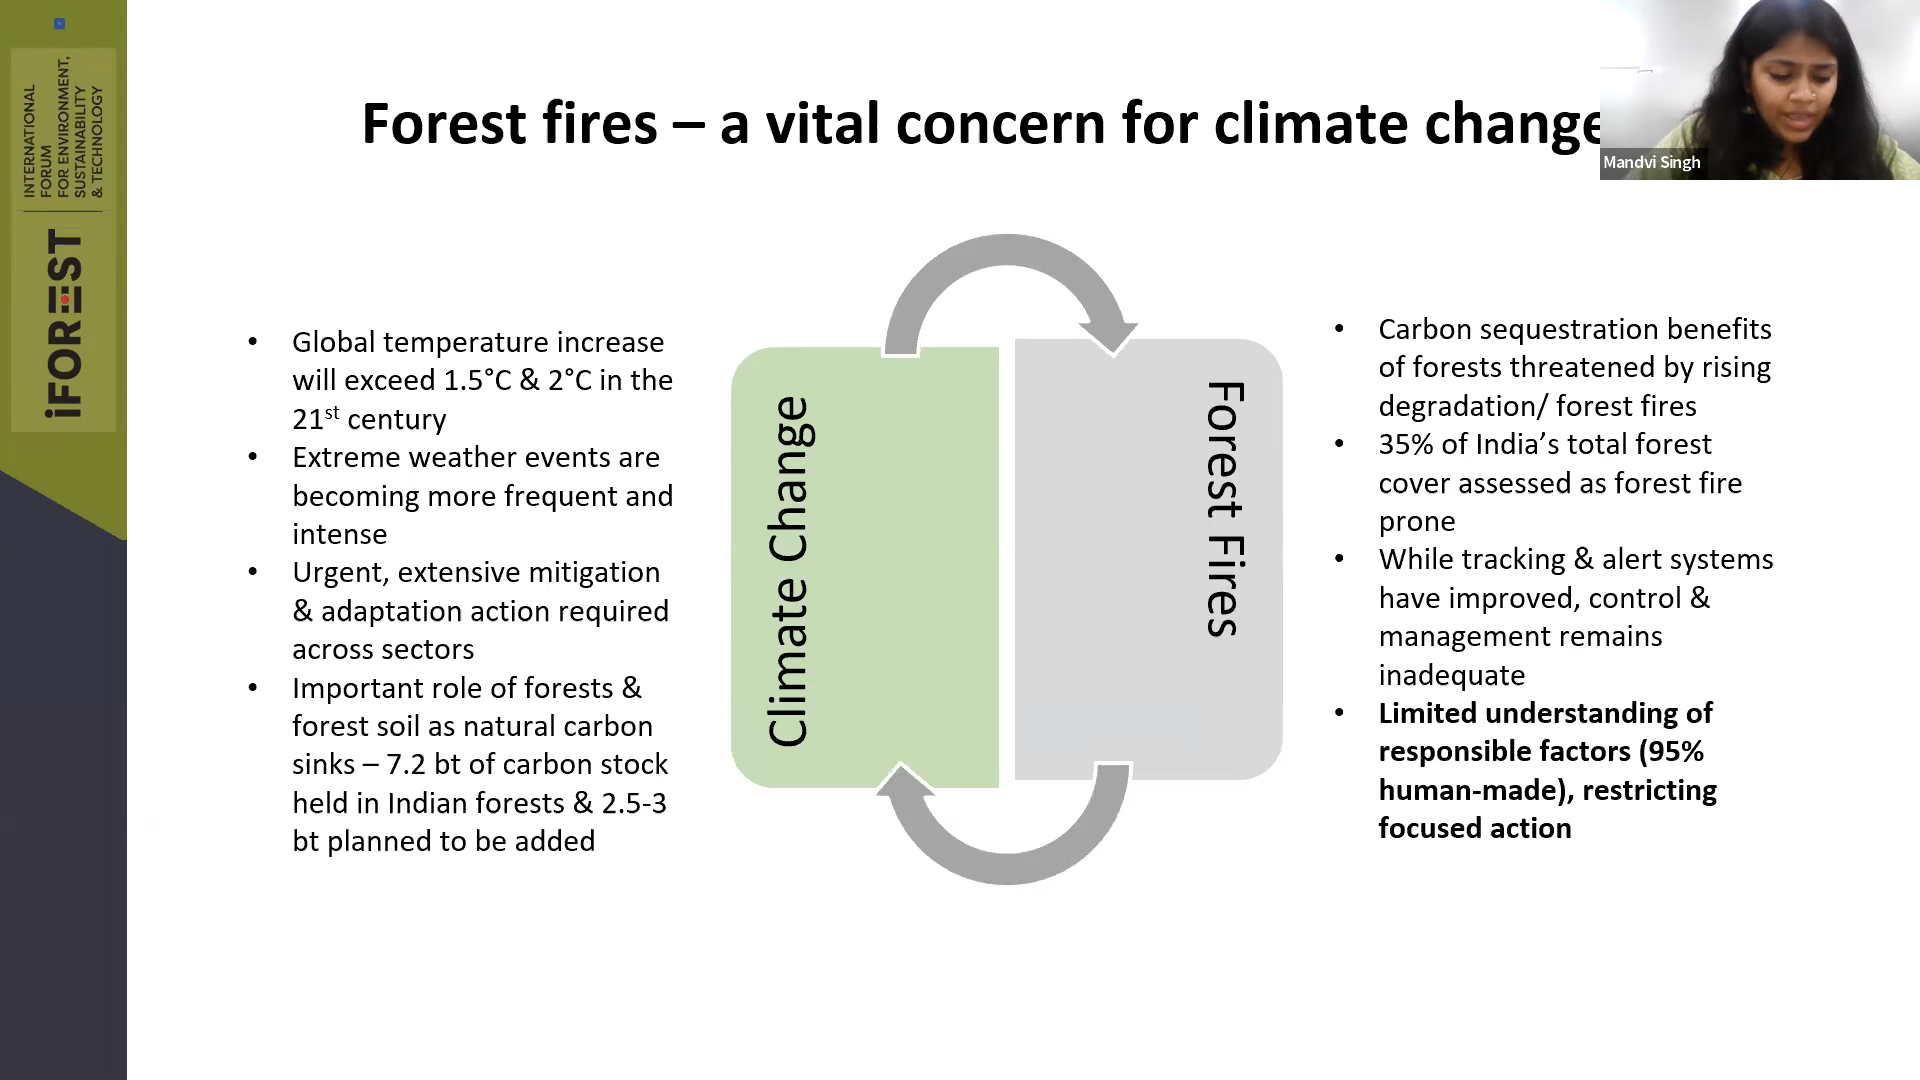 INTERNATIONAL
FORUM
FOR ENVIRONMENT,
SUSTAINABILITY
& TECHNOLOGY
iFOREST
Forest fires – a vital concern for climate change
Mandvi Singh
• Global temperature increase
will exceed 1.5°C & 2°C in the
21st century
• Extreme weather events are
becoming more frequent and
intense
• Urgent, extensive mitigation
& adaptation action required
across sectors
• Important role of forests &
forest soil as natural carbon
sinks – 7.2 bt of carbon stock
held in Indian forests & 2.5-3
bt planned to be added
Climate Change
Forest Fires
• Carbon sequestration benefits
of forests threatened by rising
degradation/ forest fires
• 35% of India’s total forest
cover assessed as forest fire
prone
• While tracking & alert systems
have improved, control &
management remains
inadequate
• Limited understanding of
responsible factors (95%
human-made), restricting
focused action